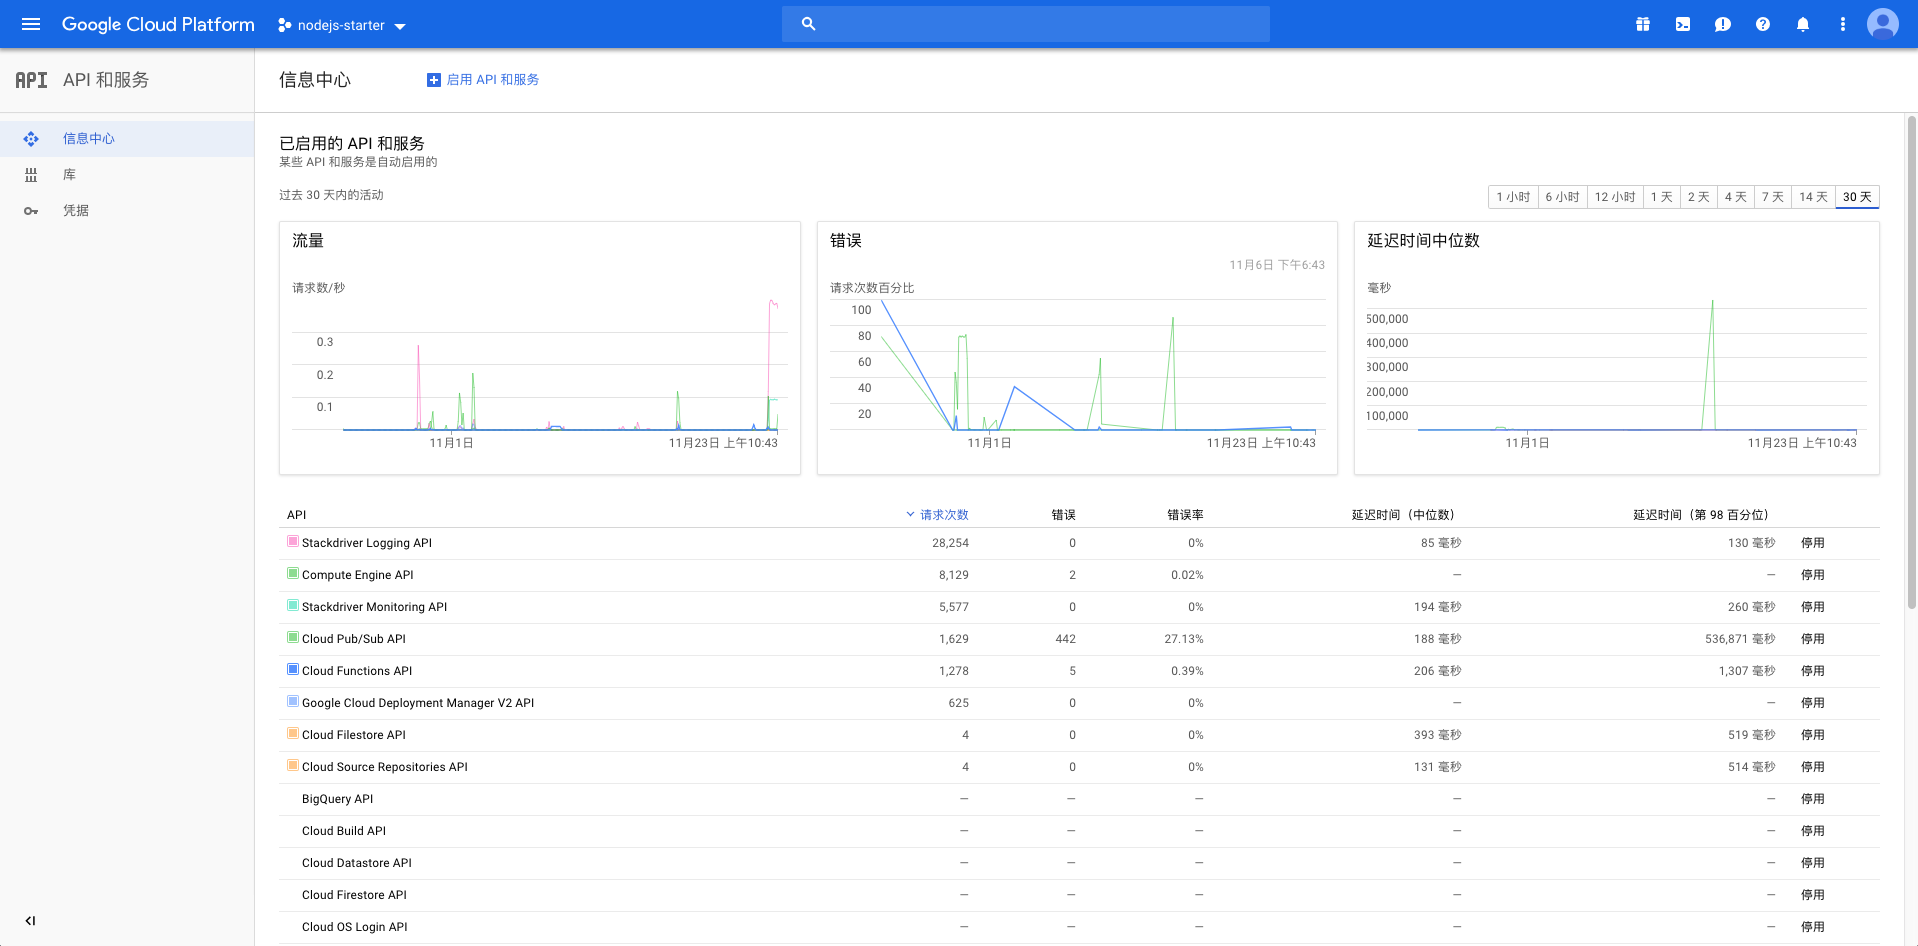 Google Cloud Platform nodejs-starter
API API 和服务 信息中心 启用 API 和服务
信息中心
库
凭据
已启用的 API 和服务
某些 API 和服务是自动启用的
过去 30 天内的活动
1 小时 6 小时 12 小时 1 天 2 天 4 天 7 天 14 天 30 天
流量
请求数/秒
0.3
0.2
0.1
11月1日 11月23日 上午10:43
错误
11月6日 下午6:43
请求次数百分比
100
80
60
40
20
11月1日 11月23日 上午10:43
延迟时间中位数
毫秒
500,000
400,000
300,000
200,000
100,000
11月1日 11月23日 上午10:43
API 请求次数 错误 错误率 延迟时间（中位数） 延迟时间（第 98 百分位）
Stackdriver Logging API 28,254 0 0% 85 毫秒 130 毫秒 停用
Compute Engine API 8,129 2 0.02% — — 停用
Stackdriver Monitoring API 5,577 0 0% 194 毫秒 260 毫秒 停用
Cloud Pub/Sub API 1,629 442 27.13% 188 毫秒 536,871 毫秒 停用
Cloud Functions API 1,278 5 0.39% 206 毫秒 1,307 毫秒 停用
Google Cloud Deployment Manager V2 API 625 0 0% — — 停用
Cloud Filestore API 4 0 0% 393 毫秒 519 毫秒 停用
Cloud Source Repositories API 4 0 0% 131 毫秒 514 毫秒 停用
BigQuery API — — — — — 停用
Cloud Build API — — — — — 停用
Cloud Datastore API — — — — — 停用
Cloud Firestore API — — — — — 停用
Cloud OS Login API — — — — — 停用